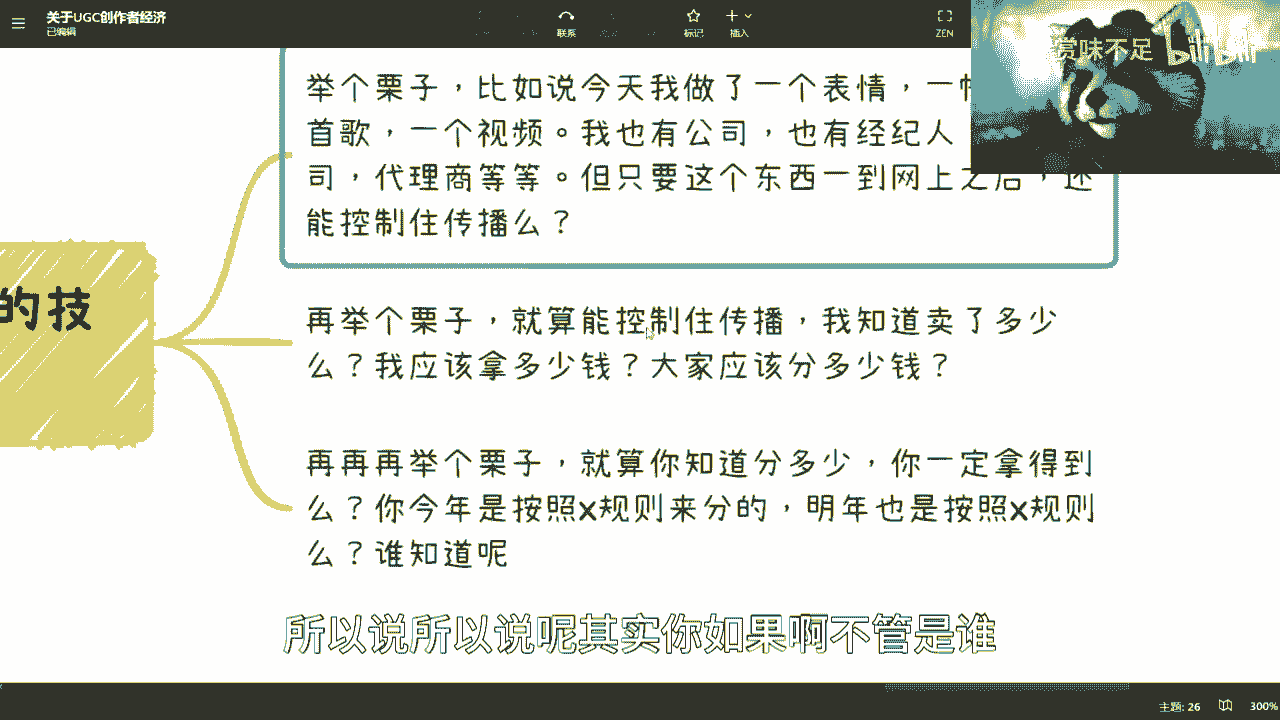 关于UGC创作者经济
已编辑
联系
标记
插入
ZEN
赏味不足
bilibili
举个栗子，比如说今天我做了一个表情，一
首歌，一个视频。我也有公司，也有经纪人
司，代理商等等。但只要这个东西一到网上之后，还
能控制住传播么？
的技
再举个栗子，就算能控制住传播，我知道卖了多少
么？我应该拿多少钱？大家应该分多少钱？
再再再举个栗子，就算你知道分多少，你一定拿得到
么？你今年是按照X规则来分的，明年也是按照X规则
么？谁知道呢
所以说所以说呢其实你如果啊不管是谁
主题: 26
300%